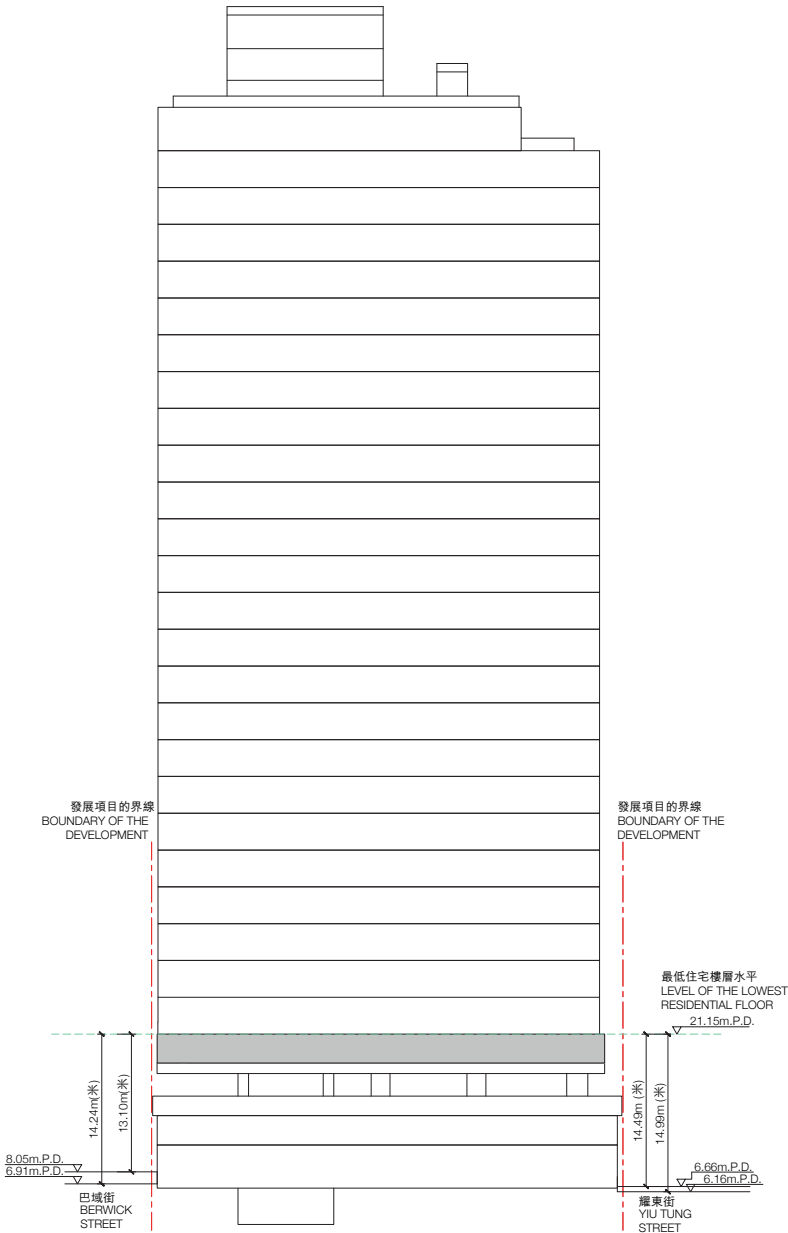 發展項目的界線
BOUNDARY OF THE
DEVELOPMENT
發展項目的界線
BOUNDARY OF THE
DEVELOPMENT
最低住宅樓層水平
LEVEL OF THE LOWEST
RESIDENTIAL FLOOR
21.15m.P.D.
14.24m(米)
13.10m(米)
14.49m (米)
14.99m (米)
8.05m.P.D.
6.91m.P.D.
巴域街
BERWICK
STREET
6.66m.P.D.
6.16m.P.D.
耀東街
YIU TUNG
STREET